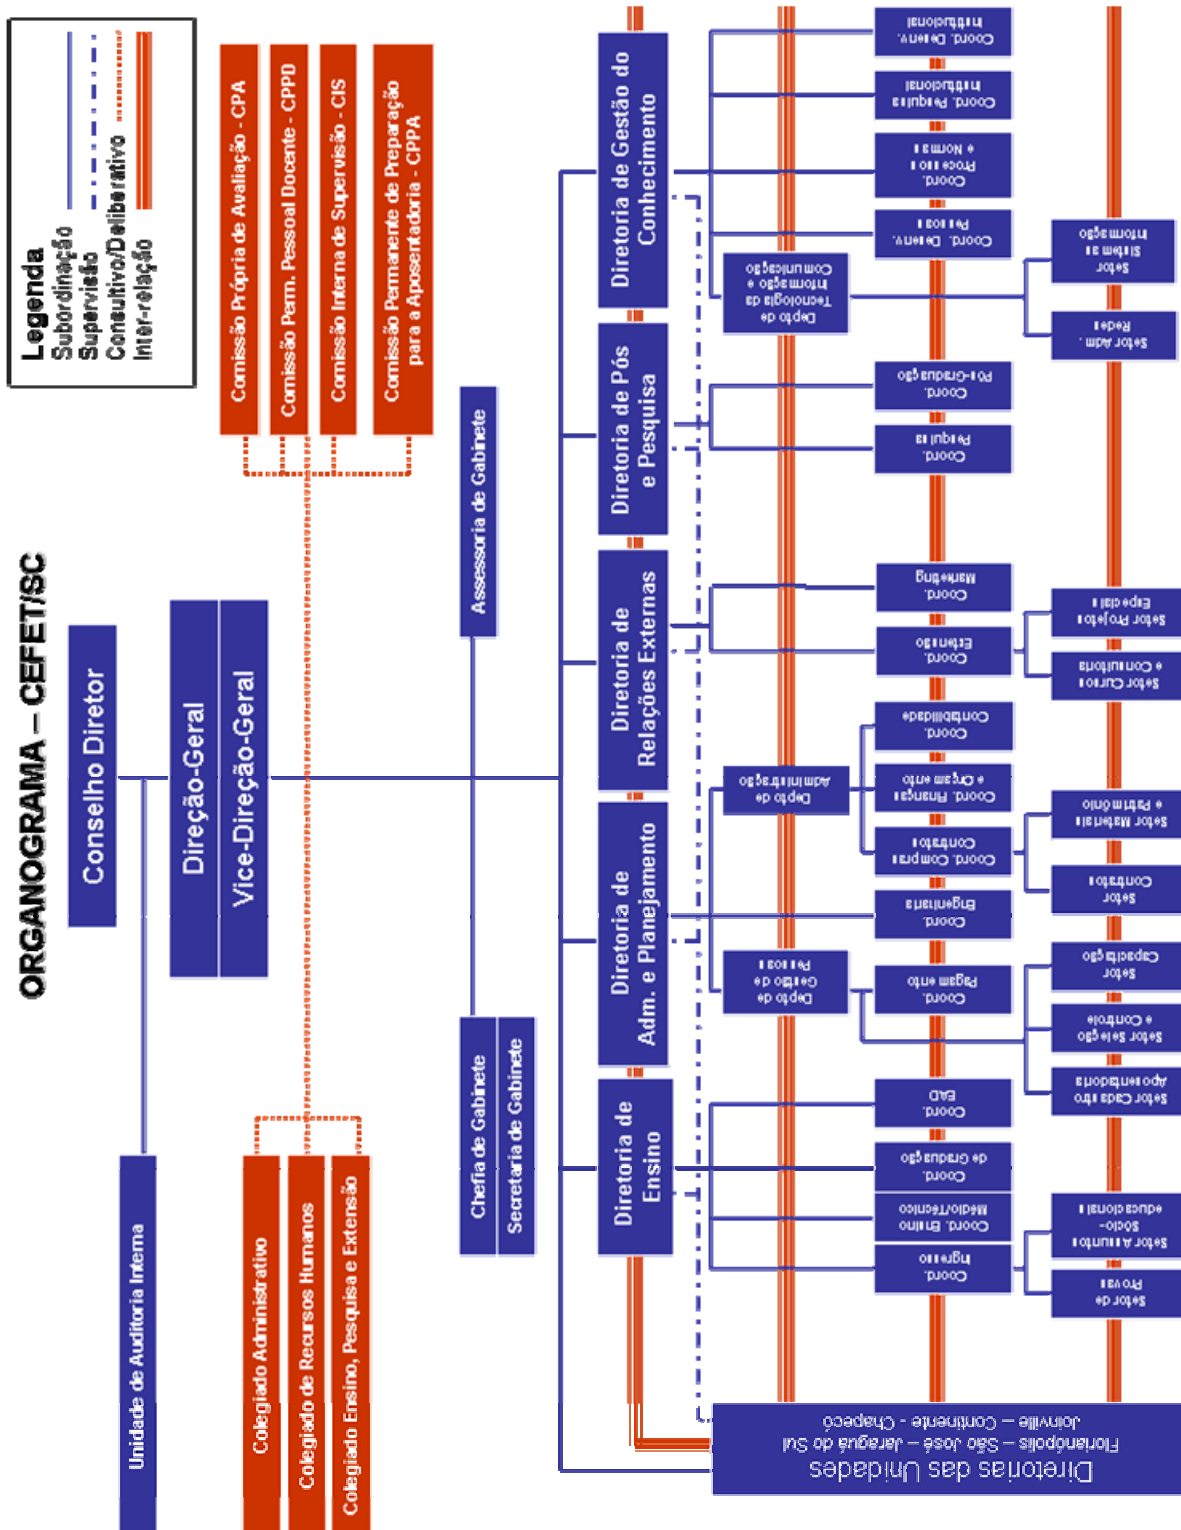 ORGANOGRAMA – CEFET/SC
Legenda
Subordinação
Supervisão
Consultivo/Deliberativo
Inter-relação
Conselho Diretor
Unidade de Auditoria Interna
Direção-Geral
Vice-Direção-Geral
Colegiado Administrativo
Colegiado de Recursos Humanos
Colegiado Ensino, Pesquisa e Extensão
Comissão Própria de Avaliação - CPA
Comissão Perm. Pessoal Docente - CPPD
Comissão Interna de Supervisão - CIS
Comissão Permanente de Preparação
para a Aposentadoria - CPPA
Chefia de Gabinete
Secretaria de Gabinete
Assessoria de Gabinete
Diretoria de
Ensino
Diretoria de
Adm. e Planejamento
Diretoria de
Relações Externas
Diretoria de Pós
e Pesquisa
Diretoria de Gestão do
Conhecimento
Diretorias das Unidades
Florianópolis – São José – Jaraguá do Sul
Joinville – Continente - Chapecó
Depto de
Gestão de
Pessoas
Depto de
Administração
Depto de
Tecnologia da
Informação e
Comunicação
Coord.
Ingresso
Coord. Ensino
Médio/Técnico
Coord.
de Graduação
Coord.
EAD
Coord.
Pagamento
Coord.
Engenharia
Coord. Compras
Contratos
Coord. Finanças
e Orçamento
Coord.
Contabilidade
Coord.
Extensão
Coord.
Marketing
Coord.
Pesquisa
Coord.
Pós-Graduação
Coord. Desenv.
Pessoas
Coord.
Processos
e Normas
Coord. Pesquisa
Institucional
Coord. Desenv.
Institucional
Setor de
Provas
Setor Assuntos
Sócio-
educacionais
Setor Cadastro
Aposentadoria
Setor Seleção
e Controle
Setor
Capacitação
Setor
Contratos
Setor Materiais
e Patrimônio
Setor Cursos
e Consultoria
Setor Projetos
Especiais
Setor Adm.
Redes .
Setor
Sistemas
Informação